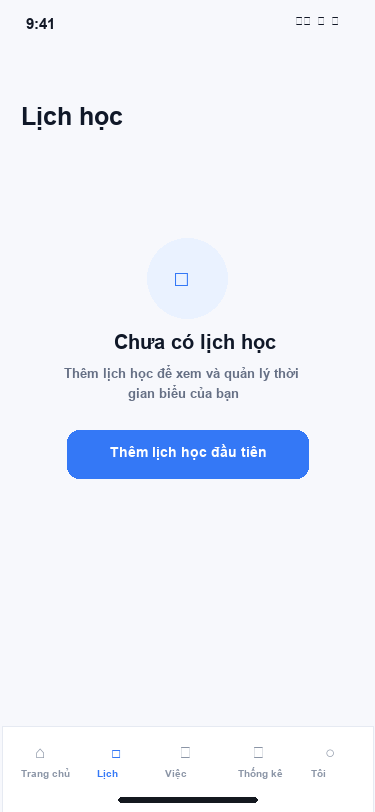 9:41
Lịch học
Chưa có lịch học
Thêm lịch học để xem và quản lý thời
gian biểu của bạn
Thêm lịch học đầu tiên
Trang chủ
Lịch
Việc
Thống kê
Tôi